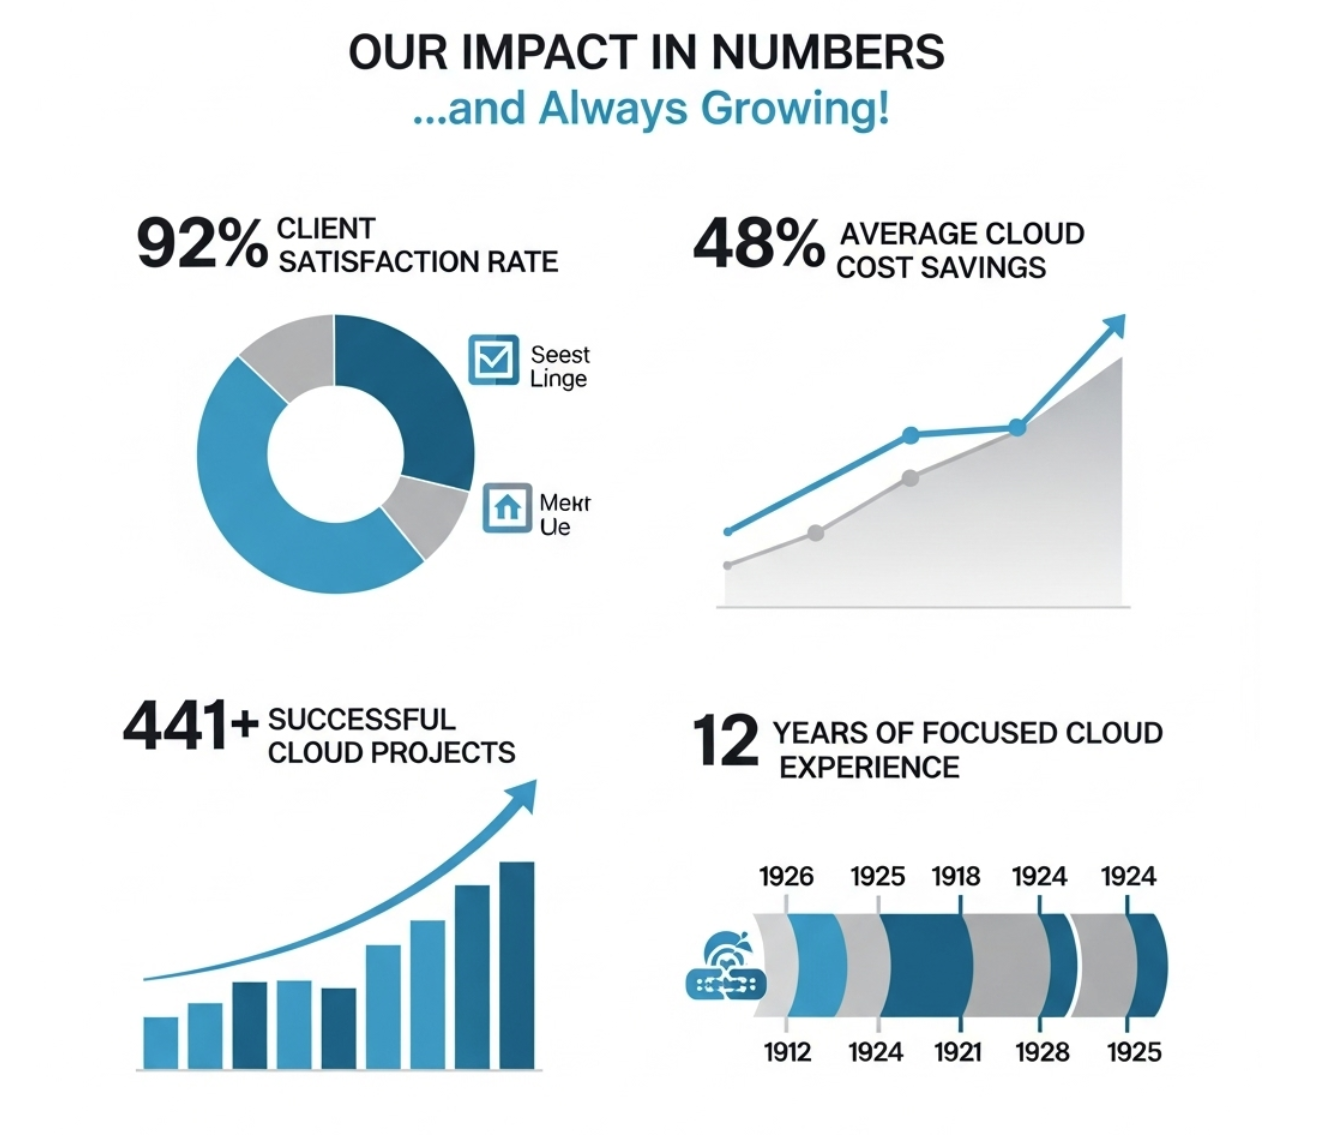 OUR IMPACT IN NUMBERS
...and Always Growing!
92% CLIENT
SATISFACTION RATE
Seest
Linge
Mekr
Ue
48% AVERAGE CLOUD
COST SAVINGS
441+ SUCCESSFUL
CLOUD PROJECTS
12 YEARS OF FOCUSED CLOUD
EXPERIENCE
1926 1925 1918 1924 1924
1912 1924 1921 1928 1925